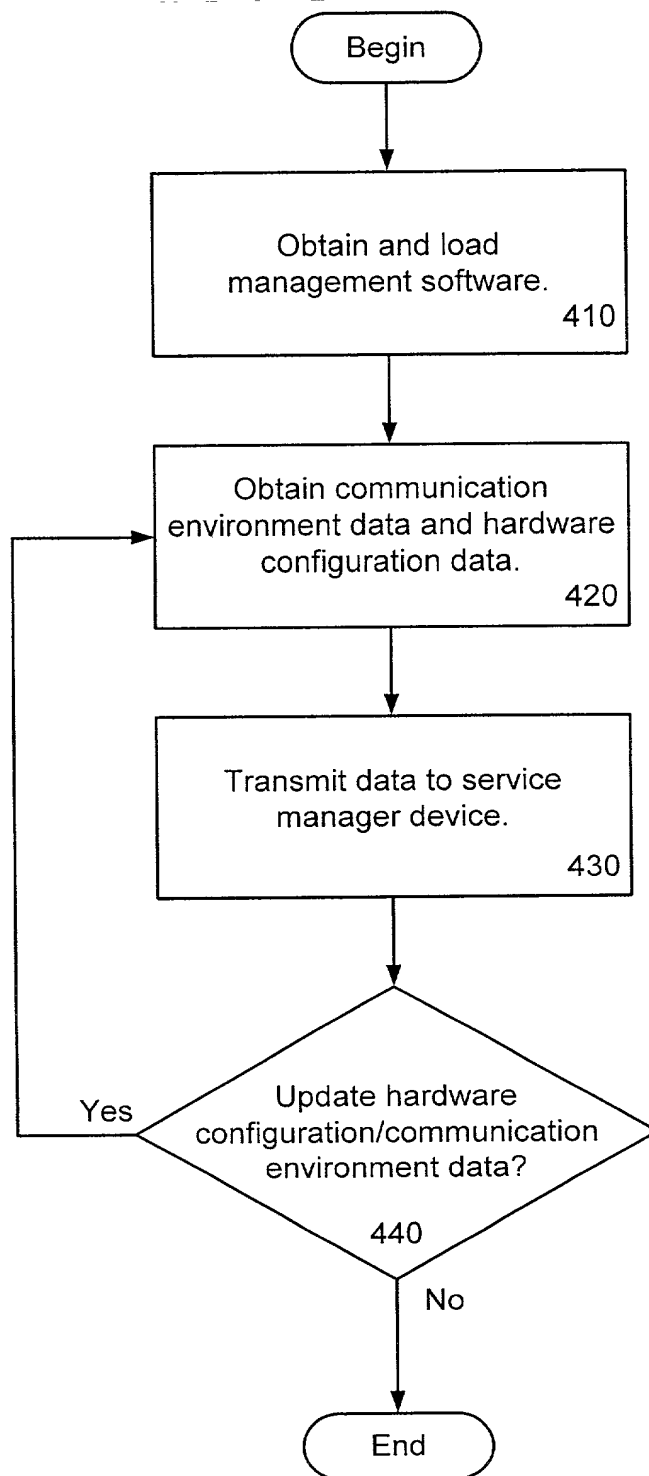 Begin
Obtain and load
management software.
410
Obtain communication
environment data and hardware
configuration data.
420
Transmit data to service
manager device.
430
Yes
Update hardware
configuration/communication
environment data?
440
No
End